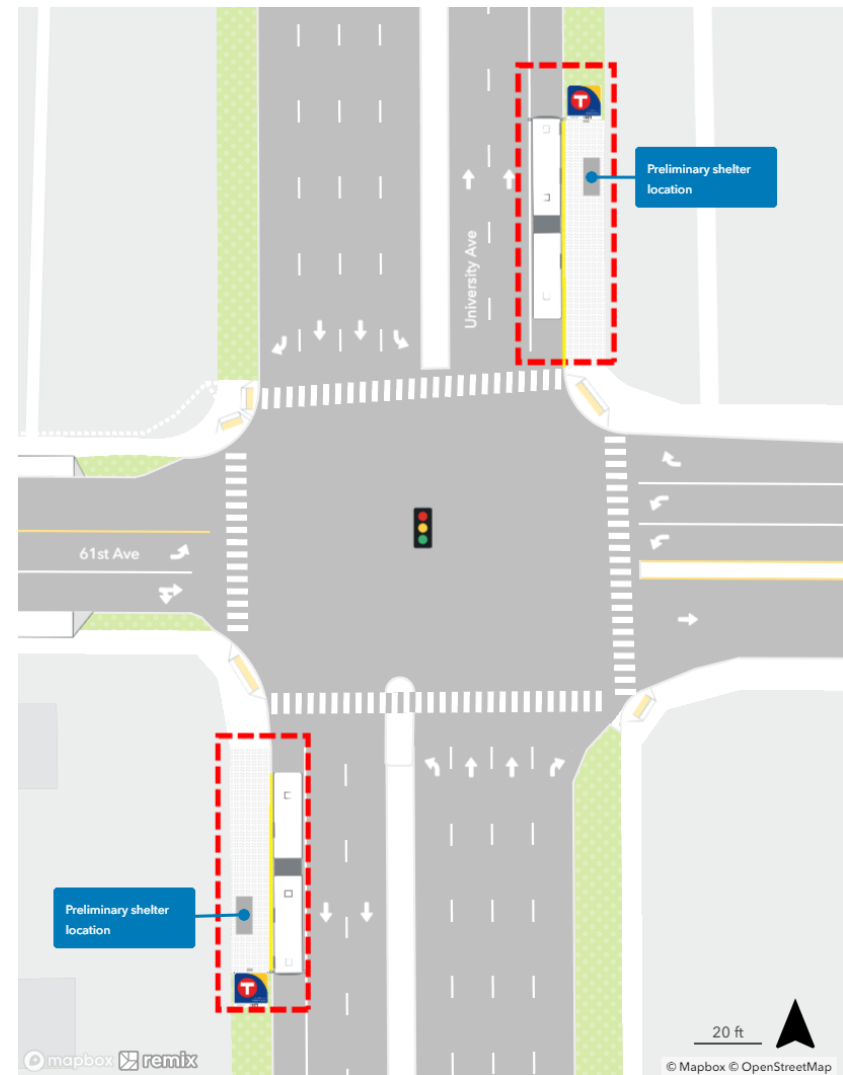 Preliminary shelter
location
University Ave
61st Ave
Preliminary shelter
location
T
T
20 ft
mapbox remix
© Mapbox © OpenStreetMap